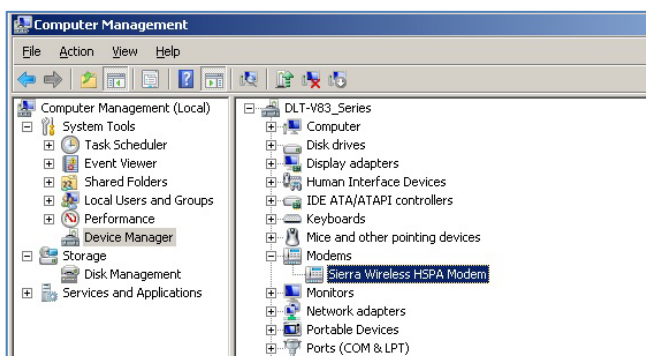 Computer Management
File Action View Help
Computer Management (Local)
System Tools
Task Scheduler
Event Viewer
Shared Folders
Local Users and Groups
Performance
Device Manager
Storage
Disk Management
Services and Applications
DLT-V83_Series
Computer
Disk drives
Display adapters
Human Interface Devices
IDE ATA/ATAPI controllers
Keyboards
Mice and other pointing devices
Modems
Sierra Wireless HSPA Modem
Monitors
Network adapters
Portable Devices
Ports (COM & LPT)